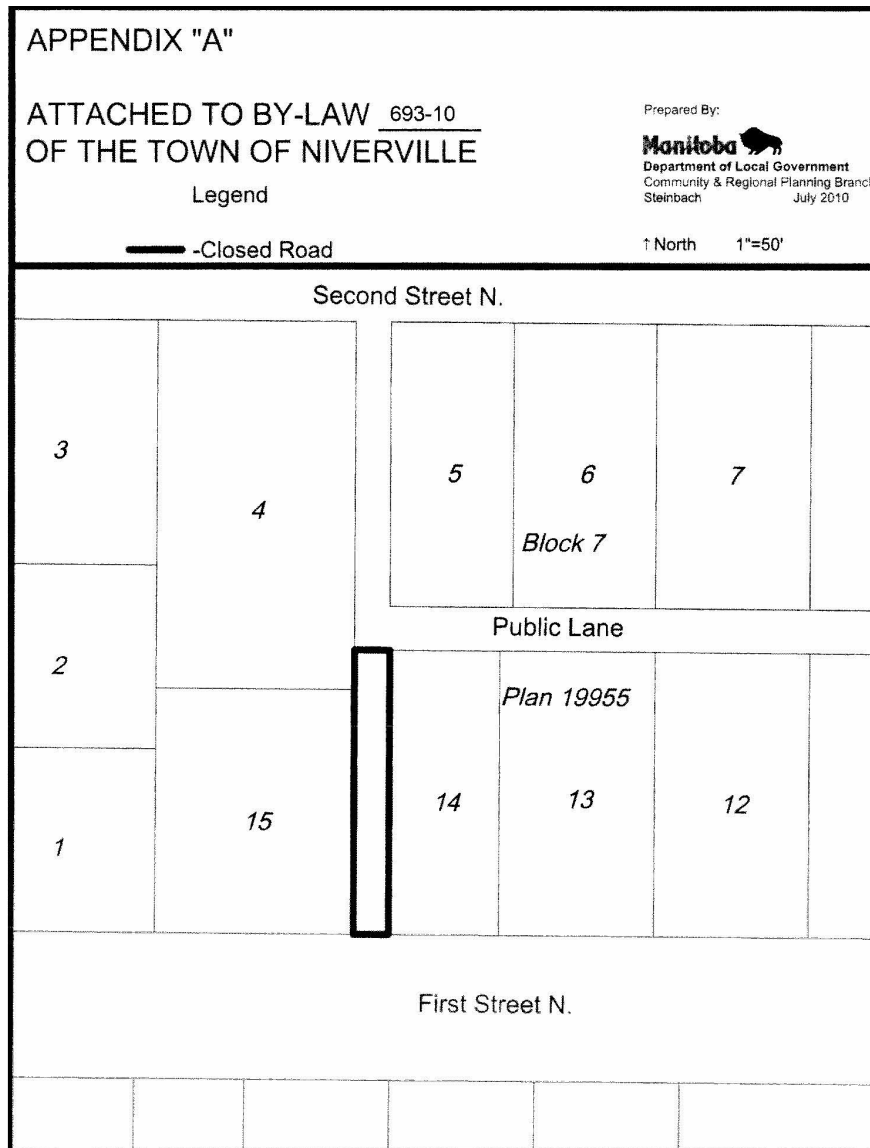 APPENDIX "A"
ATTACHED TO BY-LAW 693-10
OF THE TOWN OF NIVERVILLE
Legend
-Closed Road
Prepared By:
Manitoba
Department of Local Government
Community & Regional Planning Branc
Steinbach July 2010
↑ North 1"=50'
Second Street N.
3
4
5
6
7
Block 7
Public Lane
2
Plan 19955
1
15
14
13
12
First Street N.